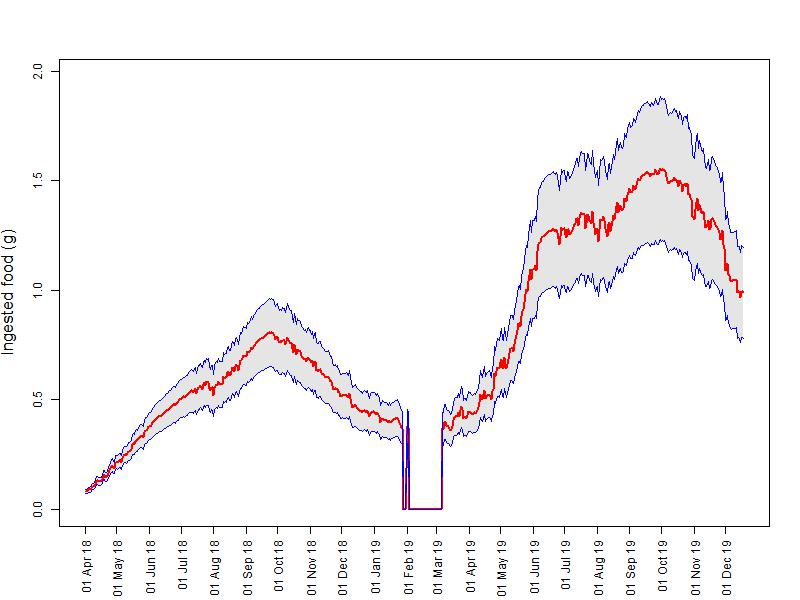 Ingested food (g)
2.0
1.5
1.0
0.5
0.0
01 Apr 18
01 May 18
01 Jun 18
01 Jul 18
01 Aug 18
01 Sep 18
01 Oct 18
01 Nov 18
01 Dec 18
01 Jan 19
01 Feb 19
01 Mar 19
01 Apr 19
01 May 19
01 Jun 19
01 Jul 19
01 Aug 19
01 Sep 19
01 Oct 19
01 Nov 19
01 Dec 19